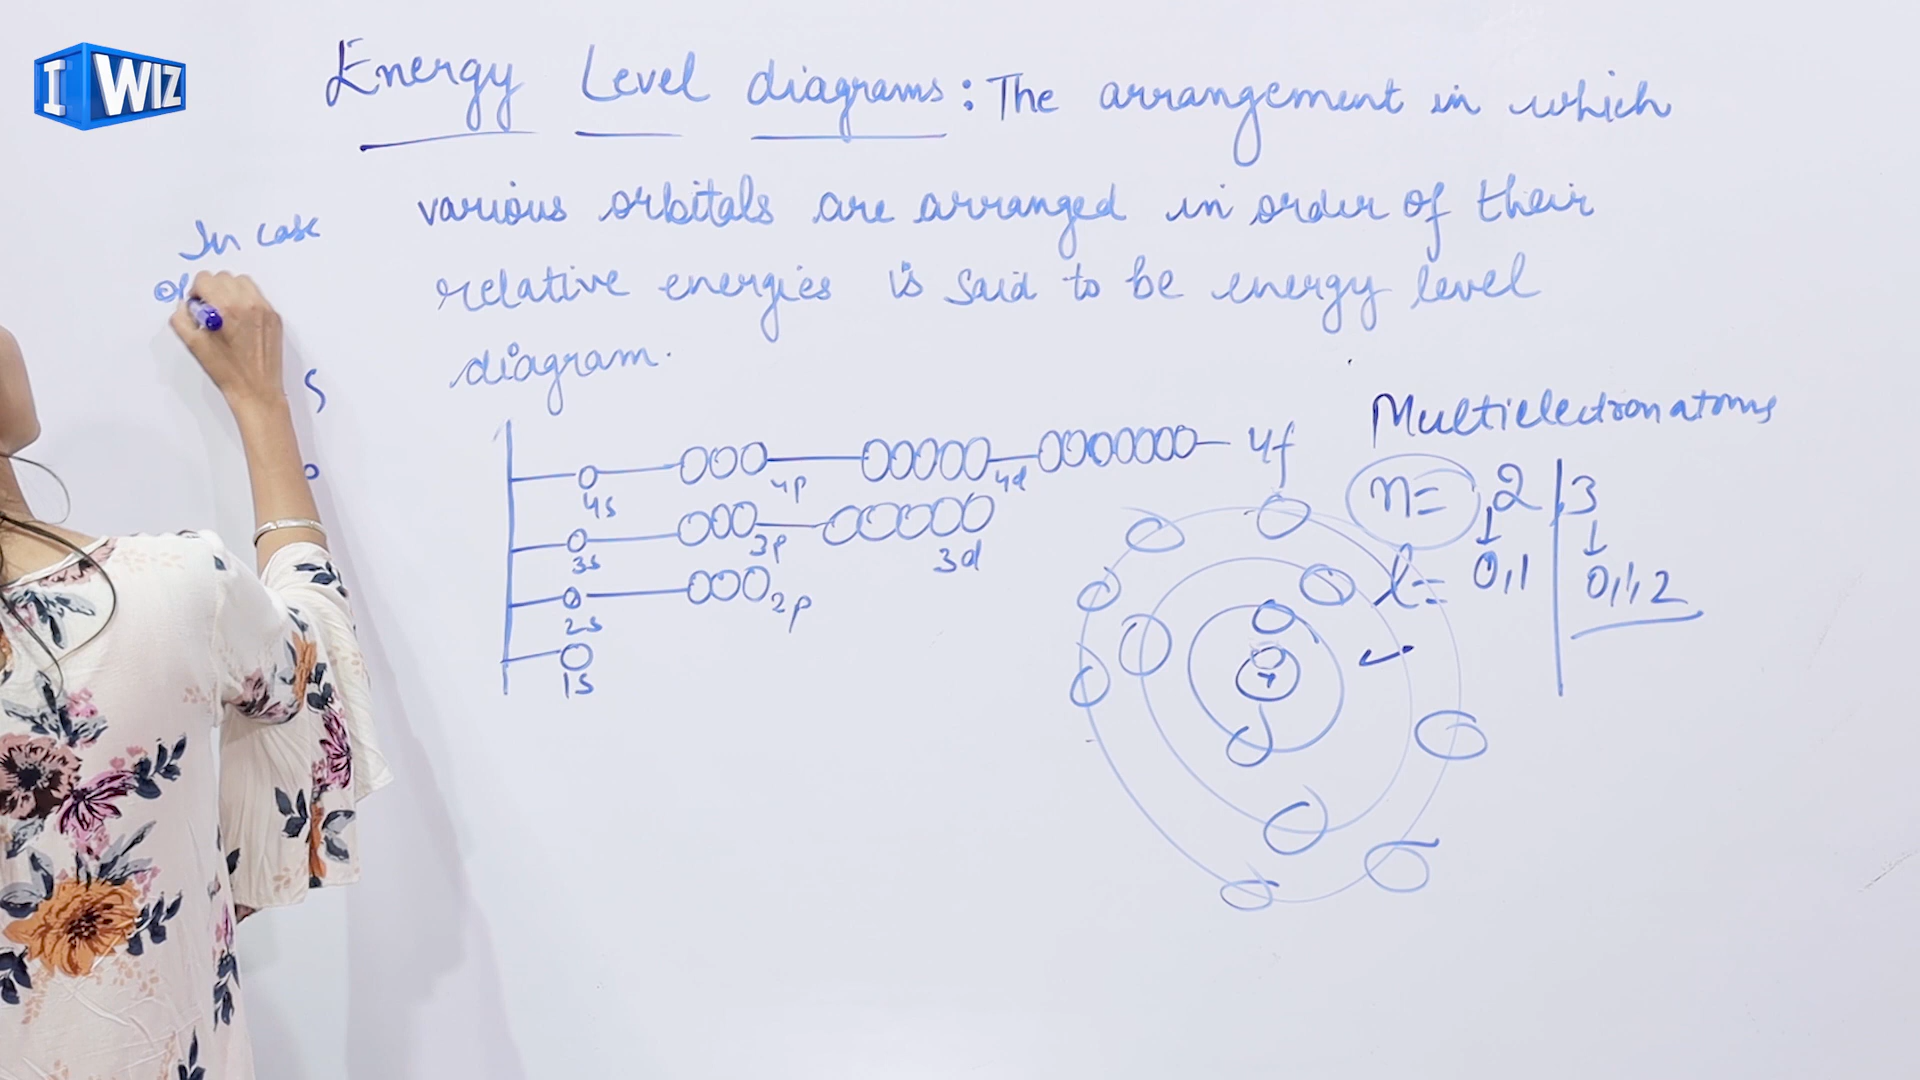 I WIZ
Energy Level diagrams: The arrangement in which
various orbitals are arranged in order of their
relative energies is said to be energy level
diagram.
In case
of
S
4s 4p 4d 4f
3s 3p 3d
2s 2p
1s
Multielectron atoms
n= 2 3
l= 0,1 0,1,2
+